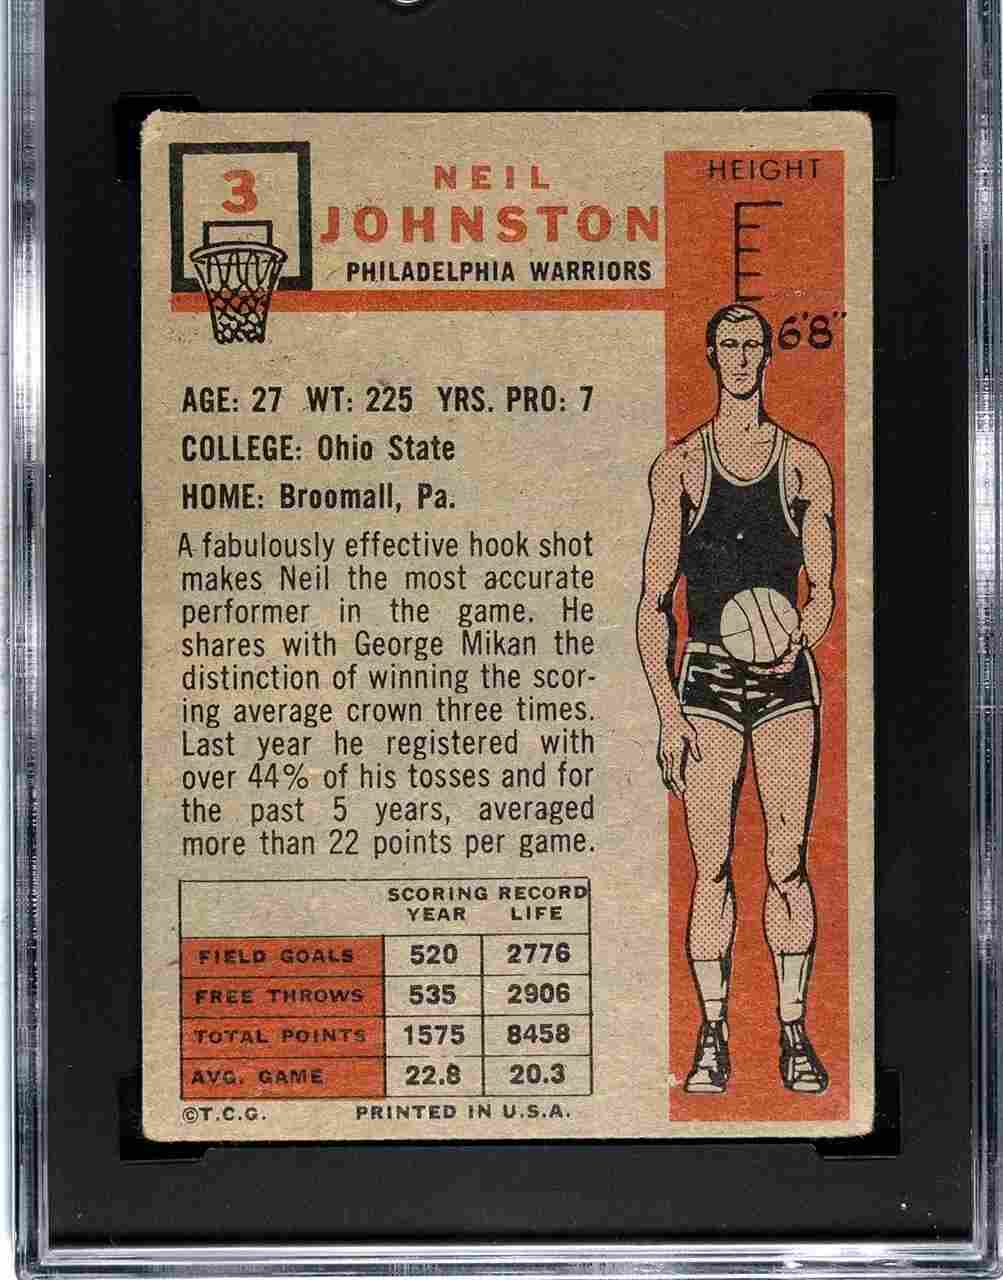 3
NEIL
JOHNSTON
PHILADELPHIA WARRIORS
HEIGHT
6'8"
AGE: 27 WT: 225 YRS. PRO: 7
COLLEGE: Ohio State
HOME: Broomall, Pa.
A fabulously effective hook shot
makes Neil the most accurate
performer in the game. He
shares with George Mikan the
distinction of winning the scor-
ing average crown three times.
Last year he registered with
over 44% of his tosses and for
the past 5 years, averaged
more than 22 points per game.
SCORING RECORD
YEAR LIFE
FIELD GOALS 520 2776
FREE THROWS 535 2906
TOTAL POINTS 1575 8458
AVG. GAME 22.8 20.3
©T.C.G. PRINTED IN U.S.A.